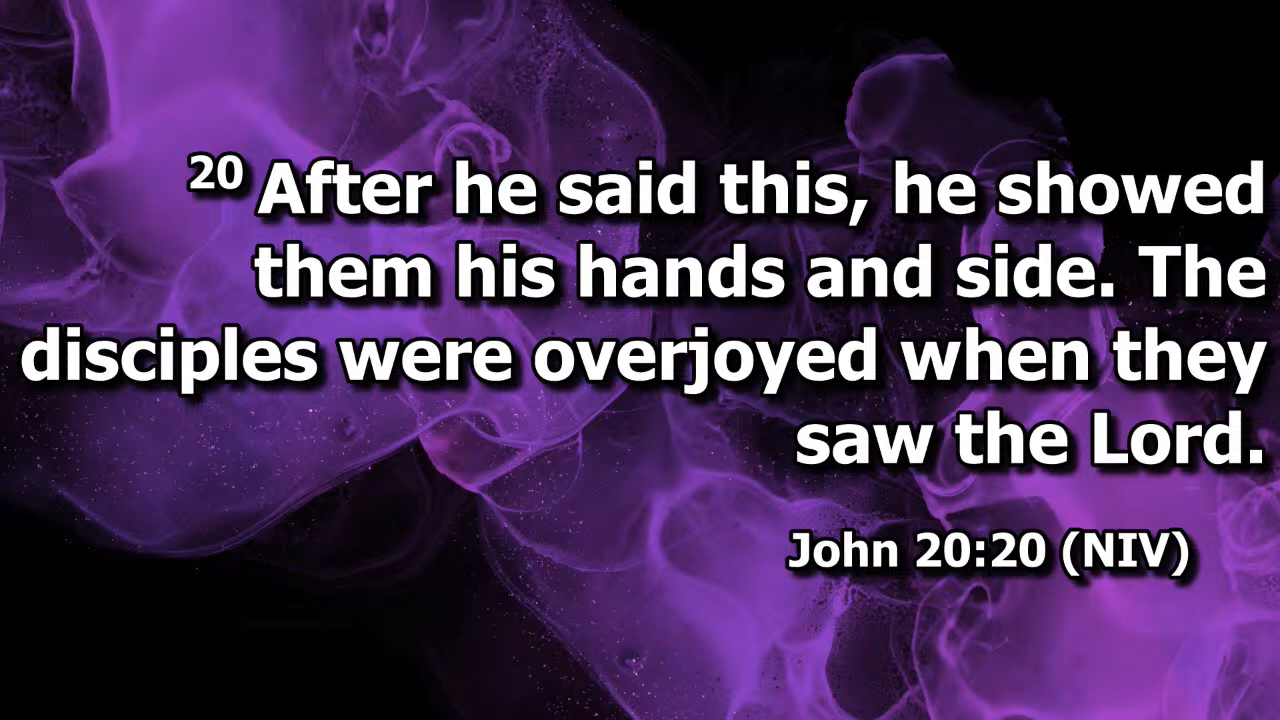 20 After he said this, he showed
them his hands and side. The
disciples were overjoyed when they
saw the Lord.
John 20:20 (NIV)